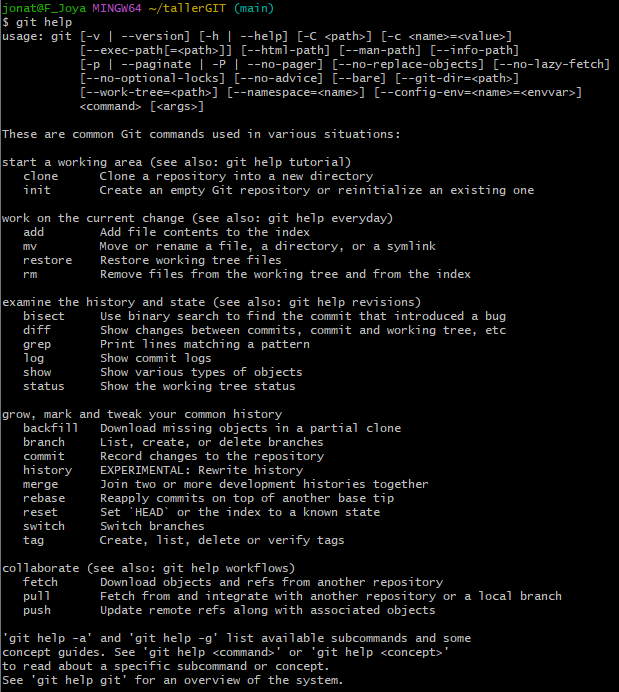 jonat@F_Joya MINGW64 ~/tallerGIT (main)
$ git help
usage: git [-v | --version] [-h | --help] [-C <path>] [-c <name>=<value>]
           [--exec-path[=<path>]] [--html-path] [--man-path] [--info-path]
           [-p | --paginate | -P | --no-pager] [--no-replace-objects] [--no-lazy-fetch]
           [--no-optional-locks] [--no-advice] [--bare] [--git-dir=<path>]
           [--work-tree=<path>] [--namespace=<name>] [--config-env=<name>=<envvar>]
           <command> [<args>]

These are common Git commands used in various situations:

start a working area (see also: git help tutorial)
   clone      Clone a repository into a new directory
   init       Create an empty Git repository or reinitialize an existing one

work on the current change (see also: git help everyday)
   add        Add file contents to the index
   mv         Move or rename a file, a directory, or a symlink
   restore    Restore working tree files
   rm         Remove files from the working tree and from the index

examine the history and state (see also: git help revisions)
   bisect     Use binary search to find the commit that introduced a bug
   diff       Show changes between commits, commit and working tree, etc
   grep       Print lines matching a pattern
   log        Show commit logs
   show       Show various types of objects
   status     Show the working tree status

grow, mark and tweak your common history
   backfill   Download missing objects in a partial clone
   branch     List, create, or delete branches
   commit     Record changes to the repository
   history    EXPERIMENTAL: Rewrite history
   merge      Join two or more development histories together
   rebase     Reapply commits on top of another base tip
   reset      Set `HEAD` or the index to a known state
   switch     Switch branches
   tag        Create, list, delete or verify tags

collaborate (see also: git help workflows)
   fetch      Download objects and refs from another repository
   pull       Fetch from and integrate with another repository or a local branch
   push       Update remote refs along with associated objects

'git help -a' and 'git help -g' list available subcommands and some
concept guides. See 'git help <command>' or 'git help <concept>'
to read about a specific subcommand or concept.
See 'git help git' for an overview of the system.